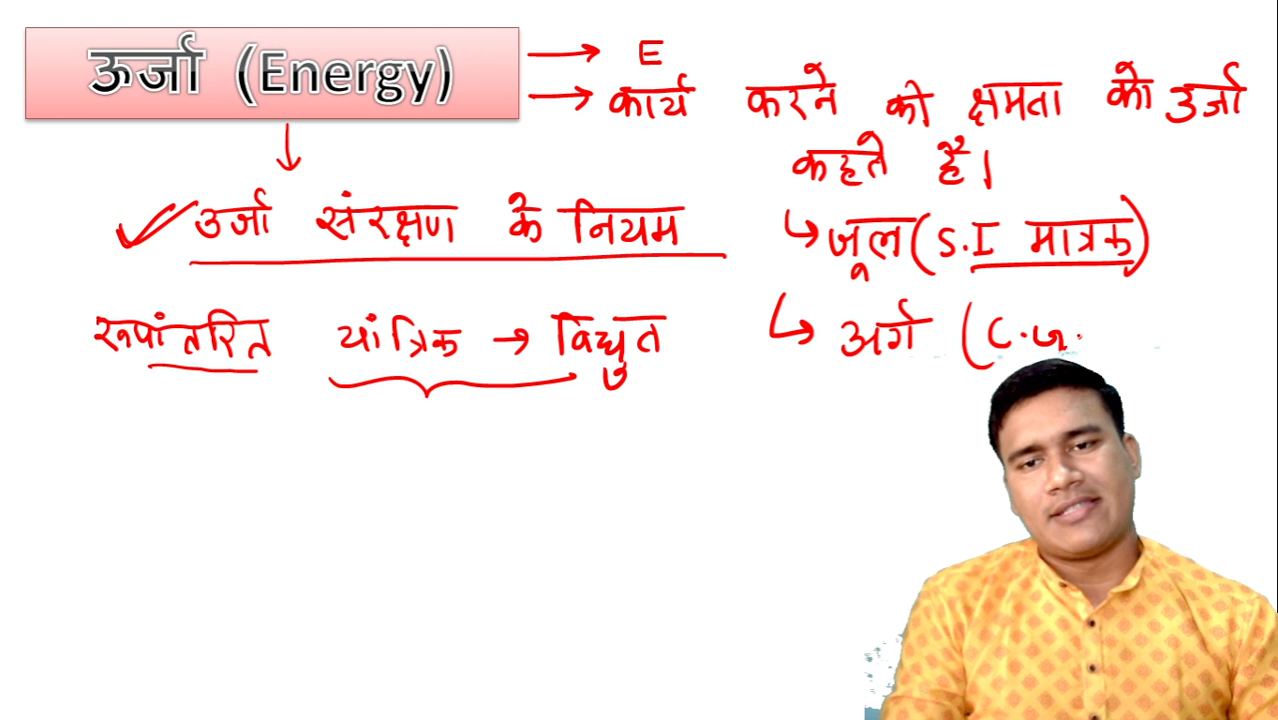 ऊर्जा (Energy)
→ E
→ कार्य करने की क्षमता को उर्जा
कहते है।
उर्जा संरक्षण के नियम
↳ जूल (S.I मात्रक)
रूपांतरित यांत्रिक → विद्युत
↳ अर्ग (C.G.